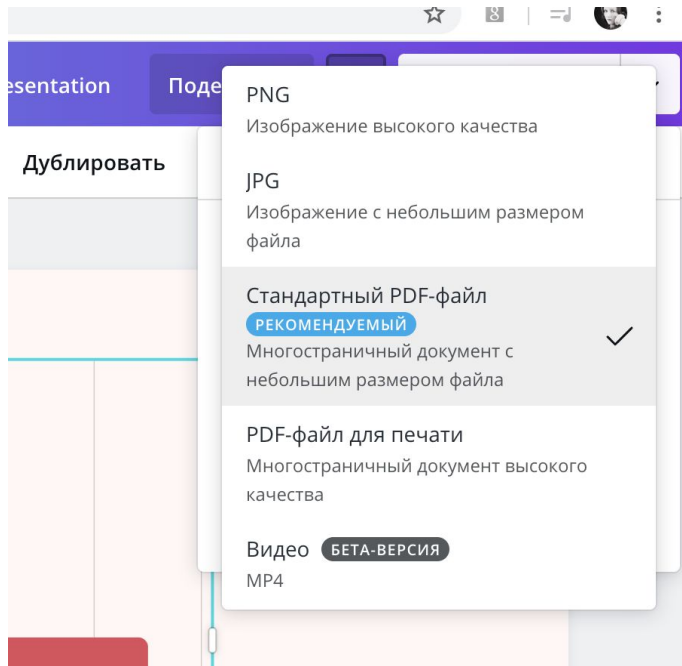 esentation
Поде
Дублировать
PNG
Изображение высокого качества
JPG
Изображение с небольшим размером
файла
Стандартный PDF-файл
РЕКОМЕНДУЕМЫЙ
Многостраничный документ с
небольшим размером файла
PDF-файл для печати
Многостраничный документ высокого
качества
Видео БЕТА-ВЕРСИЯ
MP4